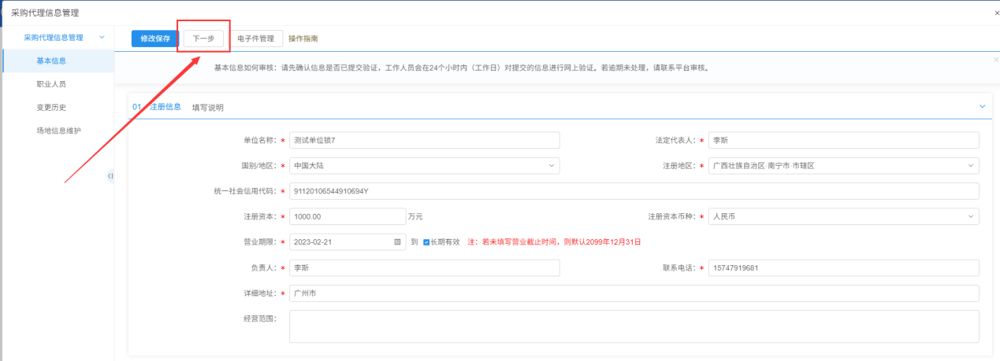 采购代理信息管理
采购代理信息管理
基本信息
职业人员
变更历史
场地信息维护
修改保存 下一步 电子件管理 操作指南
基本信息如何审核：请先确认信息是否已提交验证，工作人员会在24个小时内（工作日）对提交的信息进行网上验证。若逾期未处理，请联系平台审核。
01 注册信息 填写说明
单位名称：* 测试单位锁7 法定代表人：* 李斯
国别/地区：* 中国大陆 注册地区：* 广西壮族自治区·南宁市·市辖区
统一社会信用代码：* 91120106544910694Y
注册资本：* 1000.00 万元 注册资本币种：* 人民币
营业期限：* 2023-02-21 到 长期有效 注：若未填写营业截止时间，则默认2099年12月31日
负责人：* 李斯 联系电话：* 15747919681
详细地址：* 广州市
经营范围：